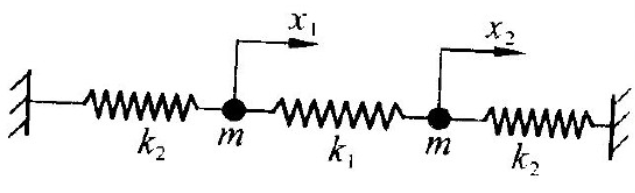 x₁ x₂
k₂ m k₁ m k₂